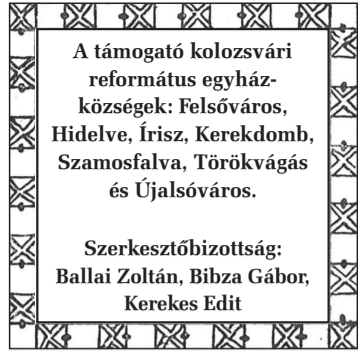 A támogató kolozsvári
református egyház-
községek: Felsőváros,
Hidelve, Írisz, Kerekdomb,
Szamosfalva, Törökvágás
és Újalsóváros.
Szerkesztőbizottság:
Ballai Zoltán, Bibza Gábor,
Kerekes Edit